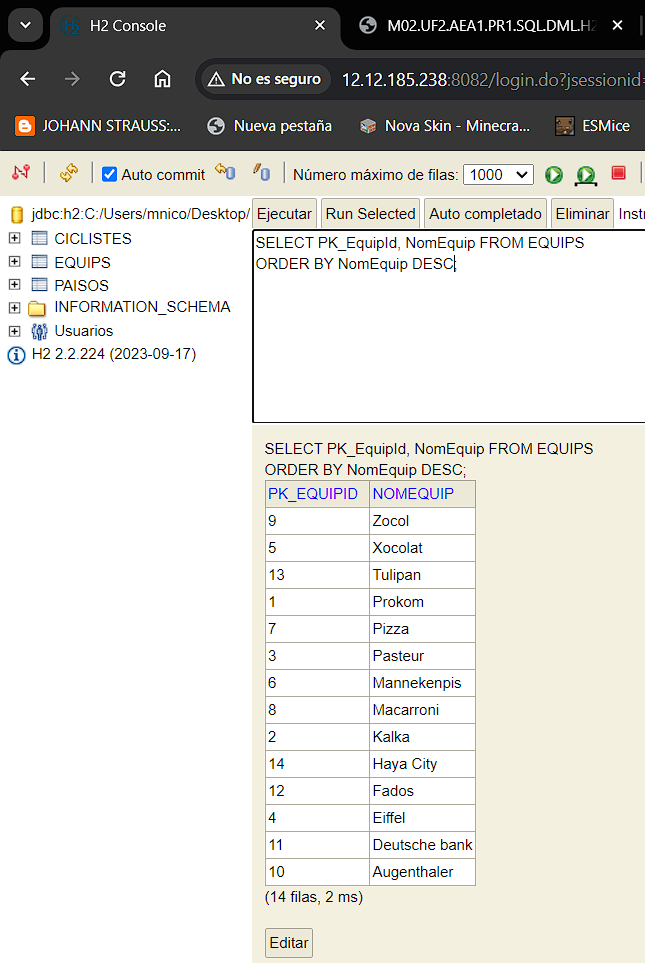 H2 Console
M02.UF2.AEA1.PR1.SQL.DML.H2
No es seguro
12.12.185.238:8082/login.do?jsessionid=
JOHANN STRAUSS:...
Nueva pestaña
Nova Skin - Minecra...
ESMice
Auto commit
Número máximo de filas:
1000
jdbc:h2:C:/Users/mnico/Desktop/
CICLISTES
EQUIPS
PAISOS
INFORMATION_SCHEMA
Usuarios
H2 2.2.224 (2023-09-17)
Ejecutar
Run Selected
Auto completado
Eliminar
Instr
SELECT PK_EquipId, NomEquip FROM EQUIPS
ORDER BY NomEquip DESC;
SELECT PK_EquipId, NomEquip FROM EQUIPS
ORDER BY NomEquip DESC;
PK_EQUIPID NOMEQUIP
9 Zocol
5 Xocolat
13 Tulipan
1 Prokom
7 Pizza
3 Pasteur
6 Mannekenpis
8 Macarroni
2 Kalka
14 Haya City
12 Fados
4 Eiffel
11 Deutsche bank
10 Augenthaler
(14 filas, 2 ms)
Editar